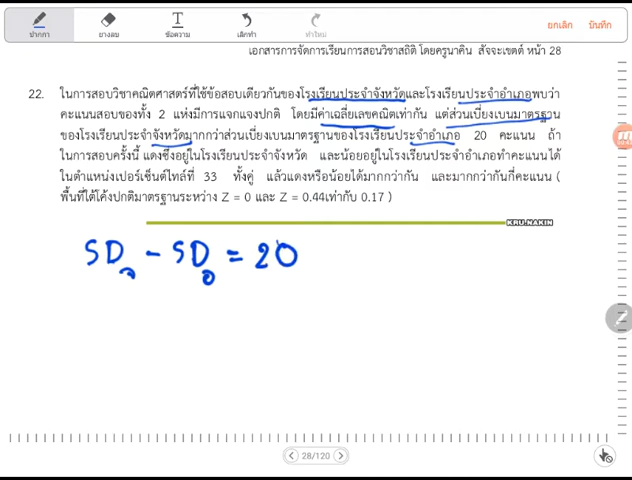 ยกเลิก บันทึก
ปากกา ยางลบ ข้อความ เลิกทำ ทำใหม่
เอกสารการจัดการเรียนการสอนวิชาสถิติ โดยครูนาคิน สัจจะเขตต์ หน้า 28
22. ในการสอบวิชาคณิตศาสตร์ที่ใช้ข้อสอบเดียวกันของโรงเรียนประจำจังหวัดและโรงเรียนประจำอำเภอพบว่า
คะแนนสอบของทั้ง 2 แห่งมีการแจกแจงปกติ โดยมีค่าเฉลี่ยเลขคณิตเท่ากัน แต่ส่วนเบี่ยงเบนมาตรฐาน
ของโรงเรียนประจำจังหวัดมากกว่าส่วนเบี่ยงเบนมาตรฐานของโรงเรียนประจำอำเภอ 20 คะแนน ถ้า
ในการสอบครั้งนี้ แดงซึ่งอยู่ในโรงเรียนประจำจังหวัด และน้อยอยู่ในโรงเรียนประจำอำเภอทำคะแนนได้
ในตำแหน่งเปอร์เซ็นต์ไทล์ที่ 33 ทั้งคู่ แล้วแดงหรือน้อยได้มากกว่ากัน และมากกว่ากันกี่คะแนน (
พื้นที่ใต้โค้งปกติมาตรฐานระหว่าง Z = 0 และ Z = 0.44เท่ากับ 0.17 )
KRU.NAKIN
SDจ - SDอ = 20
28/120